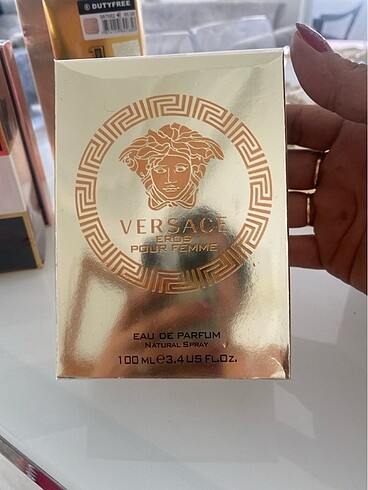 DUTYFREE
VERSACE
EROS
POUR FEMME
EAU DE PARFUM
NATURAL SPRAY
100 ML℮3.4 US FL.OZ.